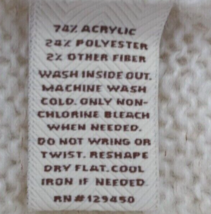 74% ACRYLIC
24% POLYESTER
2% OTHER FIBER
WASH INSIDE OUT.
MACHINE WASH
COLD. ONLY NON-
CHLORINE BLEACH
WHEN NEEDED.
DO NOT WRING OR
TWIST. RESHAPE
DRY FLAT. COOL
IRON IF NEEDED.
RN#129450